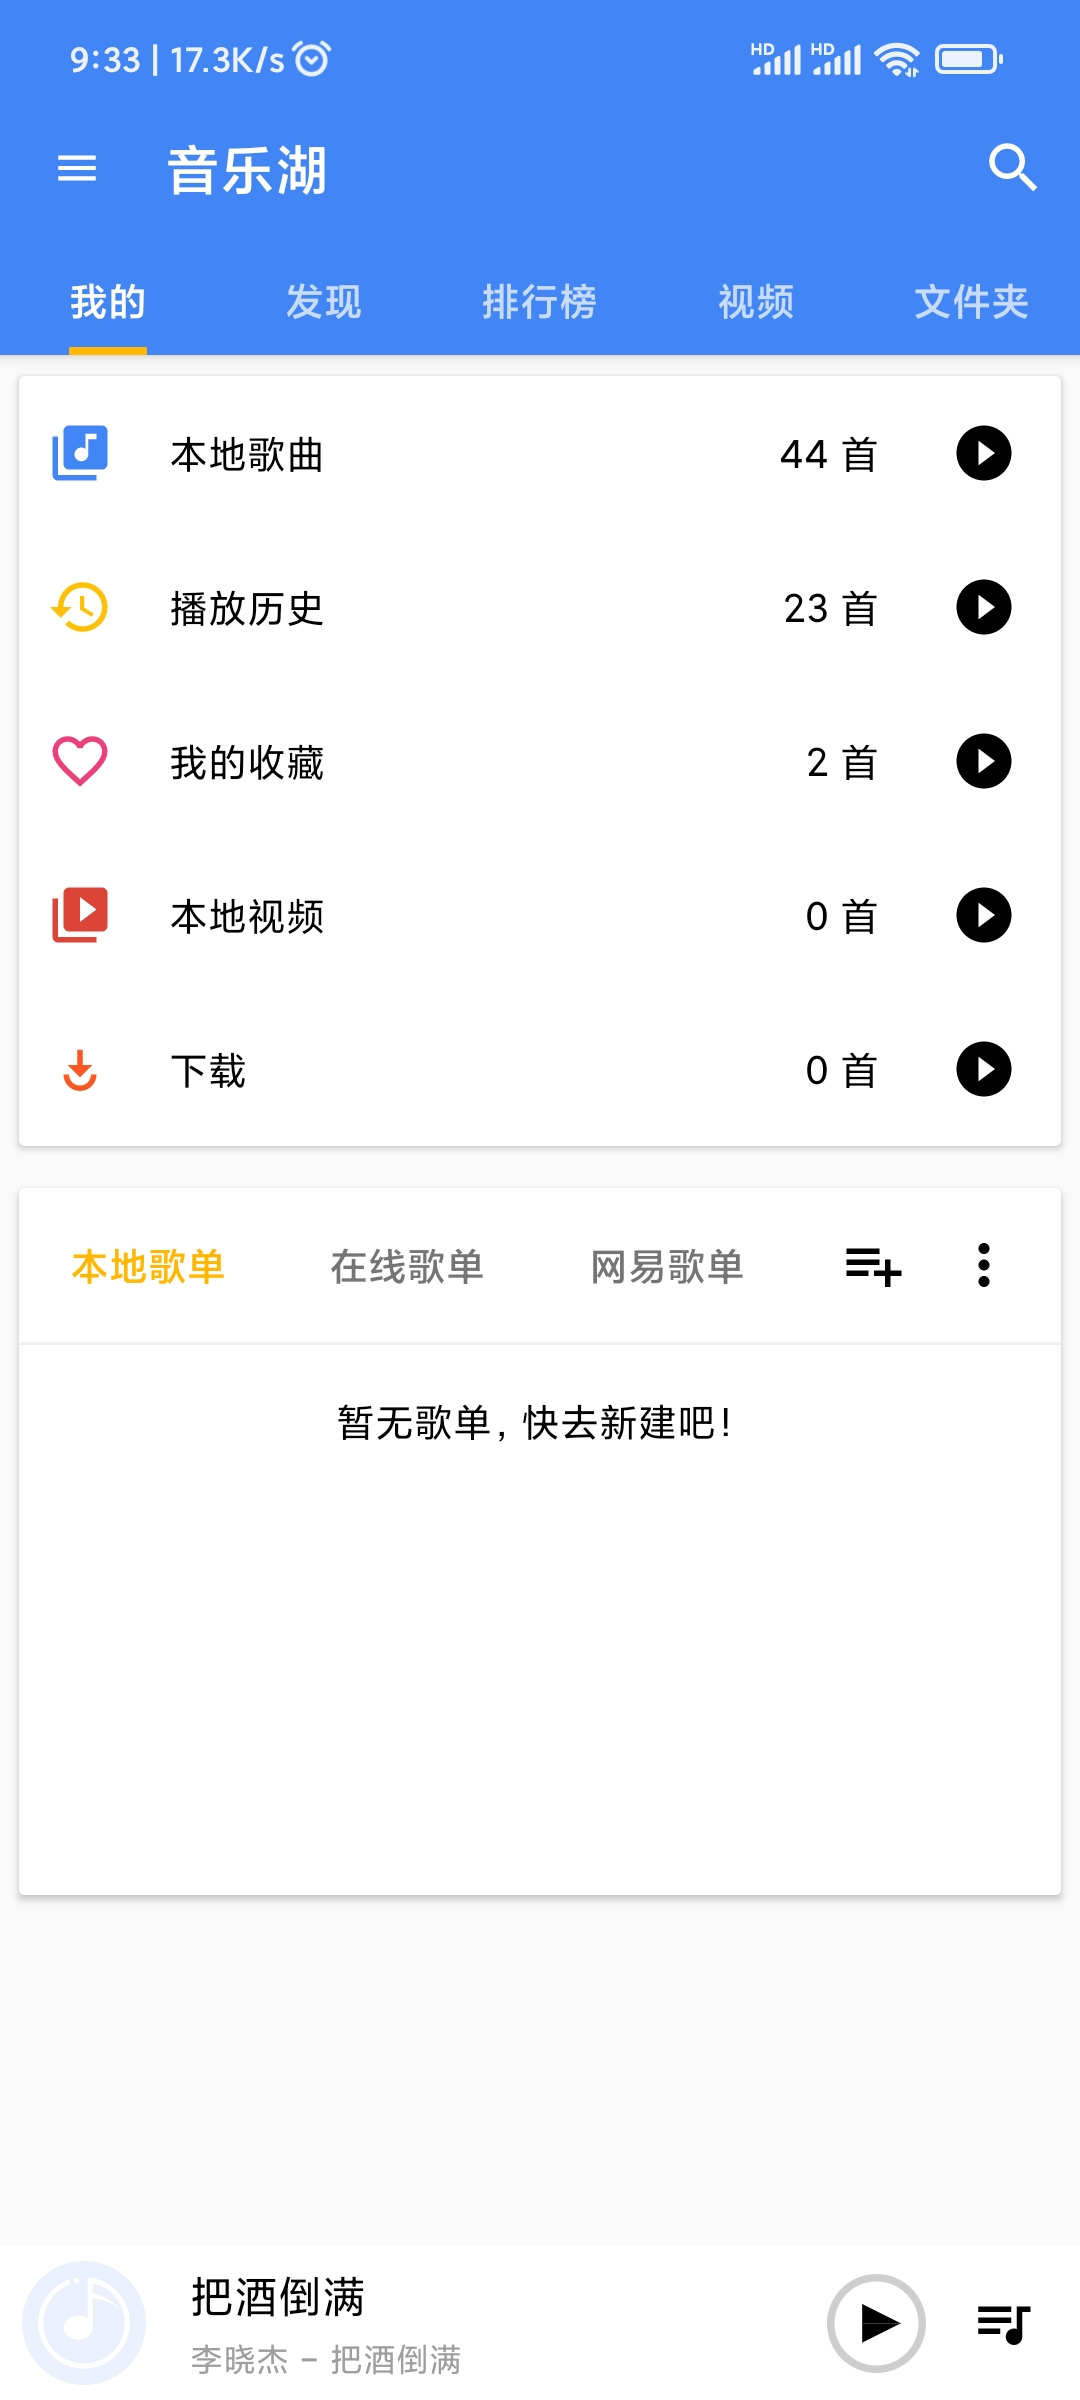 9:33 | 17.3K/s HD HD
音乐湖
我的 发现 排行榜 视频 文件夹
本地歌曲 44 首
播放历史 23 首
我的收藏 2 首
本地视频 0 首
下载 0 首
本地歌单 在线歌单 网易歌单
暂无歌单, 快去新建吧!
把酒倒满
李晓杰 - 把酒倒满